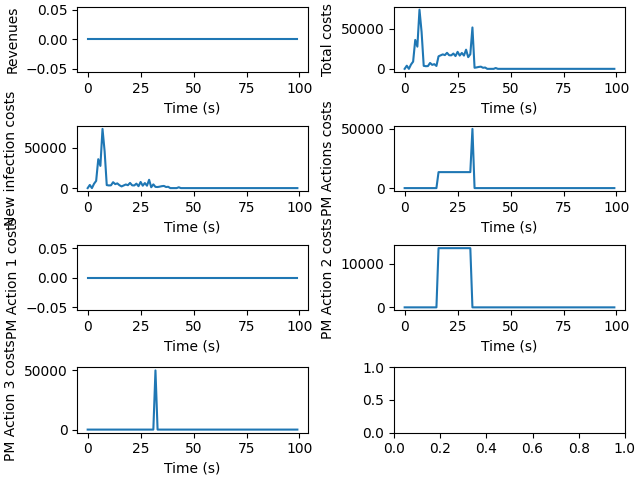 Revenues
0.05
0.00
−0.05
0 25 50 75 100
Time (s)
Total costs
50000
0
0 25 50 75 100
Time (s)
New infection costs
50000
0
0 25 50 75 100
Time (s)
PM Actions costs
50000
0
0 25 50 75 100
Time (s)
PM Action 1 costs
0.05
0.00
−0.05
0 25 50 75 100
Time (s)
PM Action 2 costs
10000
0
0 25 50 75 100
Time (s)
PM Action 3 costs
50000
0
0 25 50 75 100
Time (s)
1.0
0.5
0.0
0.0 0.2 0.4 0.6 0.8 1.0